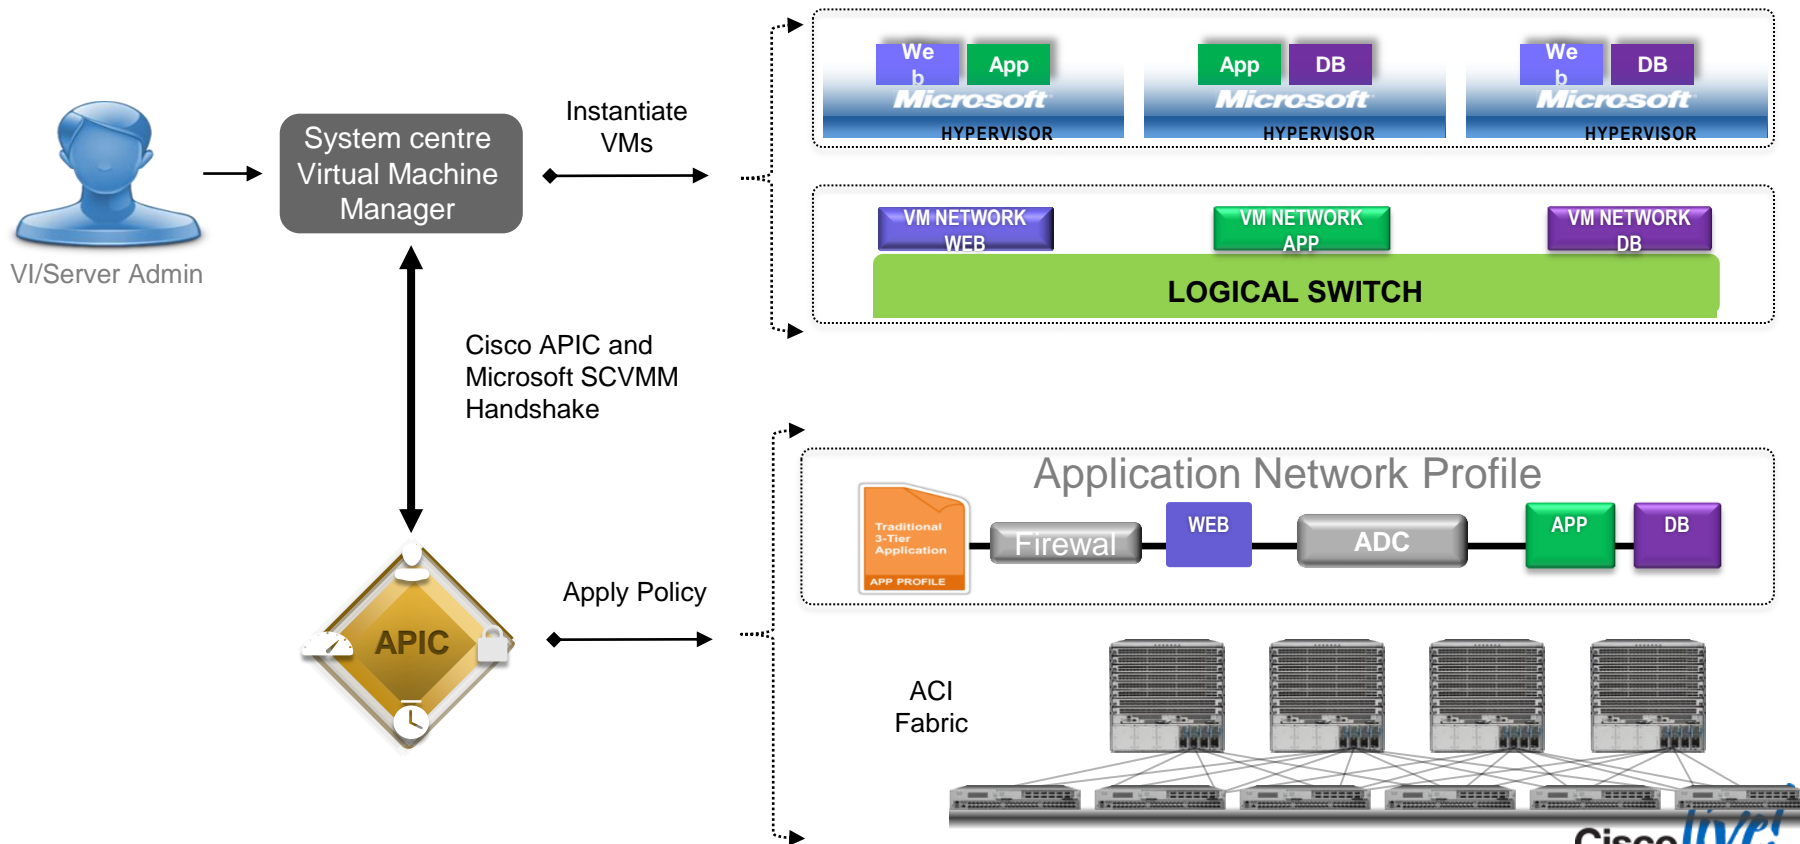 We
b
App
App
DB
We
b
DB
Microsoft
Microsoft
Microsoft
HYPERVISOR
HYPERVISOR
HYPERVISOR
Instantiate
VMs
System centre
Virtual Machine
Manager
VI/Server Admin
VM NETWORK
WEB
VM NETWORK
APP
VM NETWORK
DB
LOGICAL SWITCH
Cisco APIC and
Microsoft SCVMM
Handshake
Application Network Profile
Traditional
3-Tier
Application
APP PROFILE
Firewal
WEB
ADC
APP
DB
Apply Policy
APIC
ACI
Fabric
Cisco live!